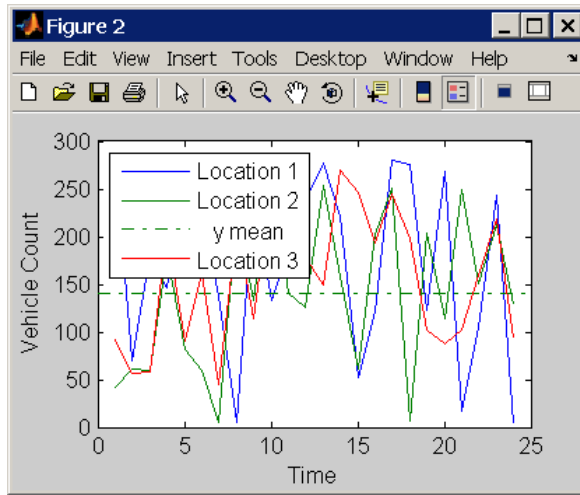 Figure 2
File Edit View Insert Tools Desktop Window Help
300
250
200
150
100
50
0
Vehicle Count
Location 1
Location 2
y mean
Location 3
0 5 10 15 20 25
Time